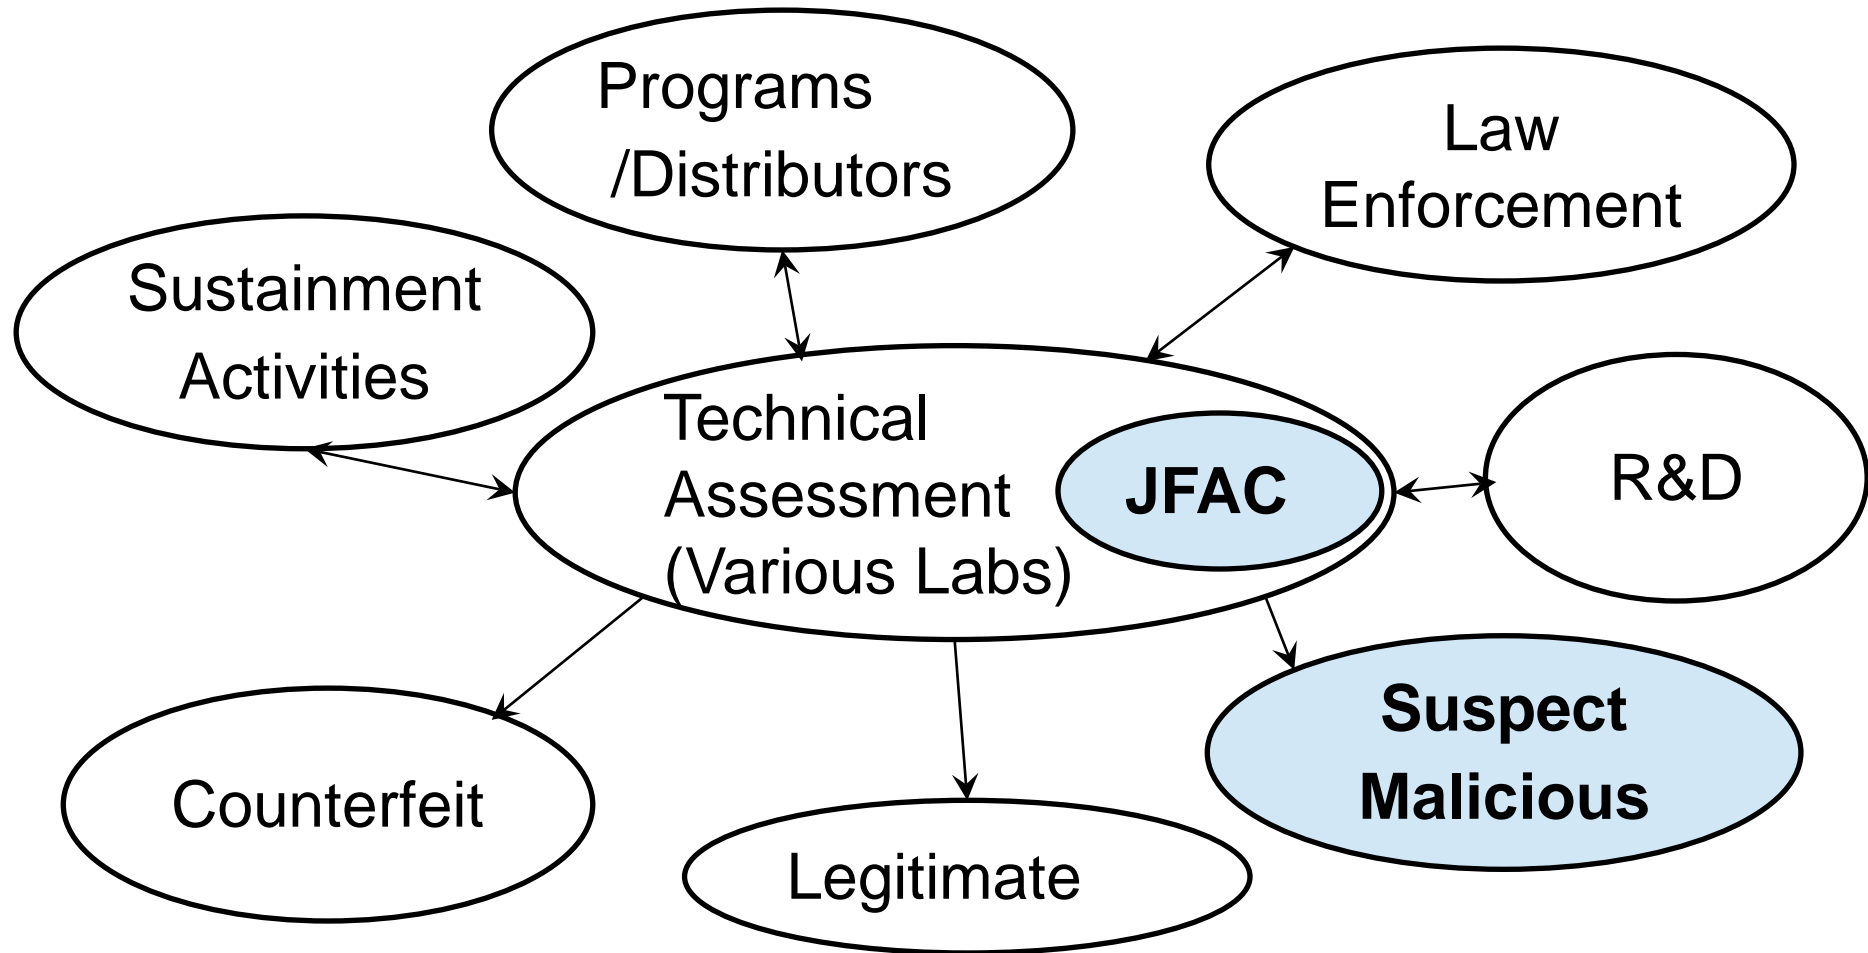 Programs
/Distributors
Law
Enforcement
Sustainment
Activities
Technical
Assessment
(Various Labs)
JFAC
R&D
Suspect
Malicious
Counterfeit
Legitimate